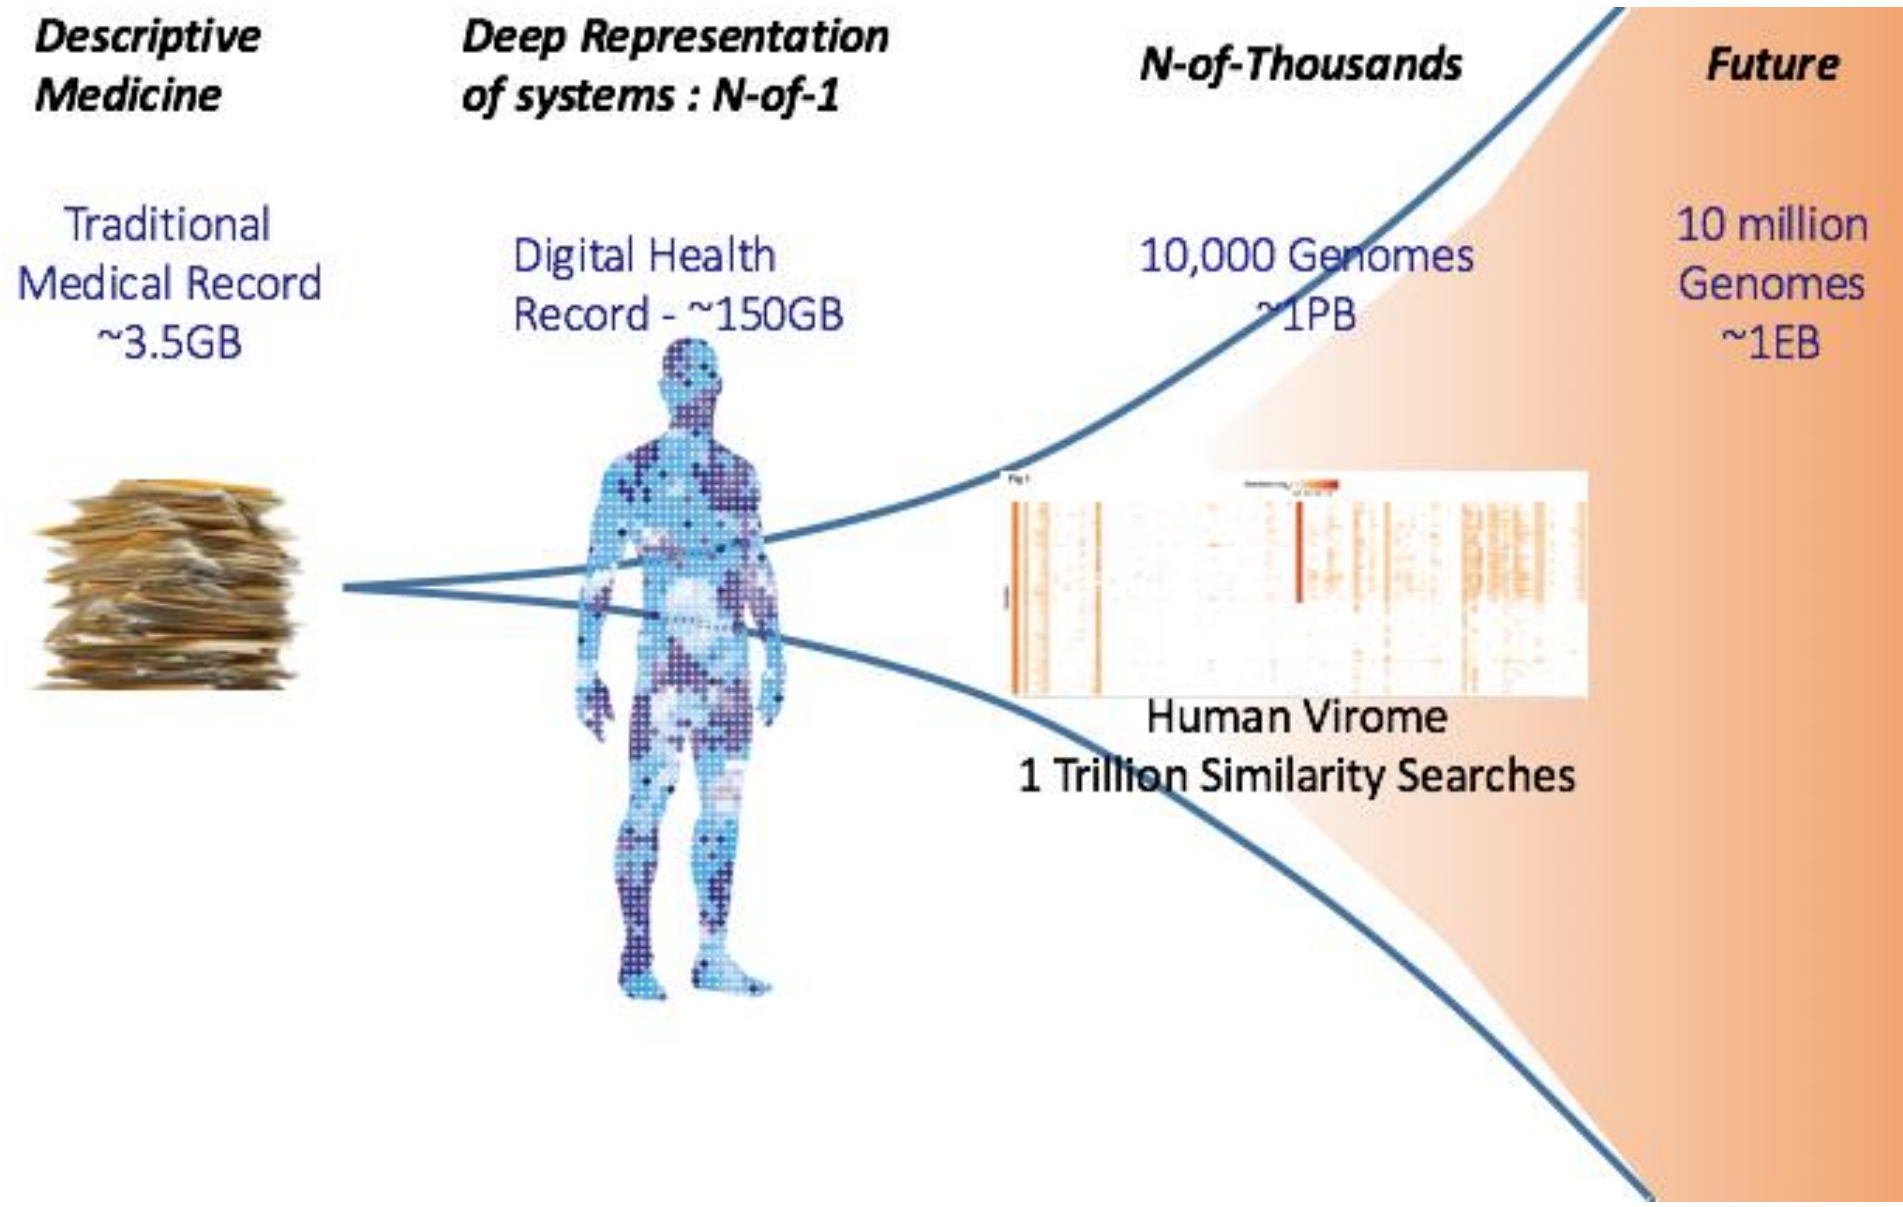 Descriptive
Medicine
Deep Representation
of systems : N-of-1
N-of-Thousands
Future
Traditional
Medical Record
~3.5GB
Digital Health
Record - ~150GB
10,000 Genomes
~1PB
10 million
Genomes
~1EB
Human Virome
1 Trillion Similarity Searches